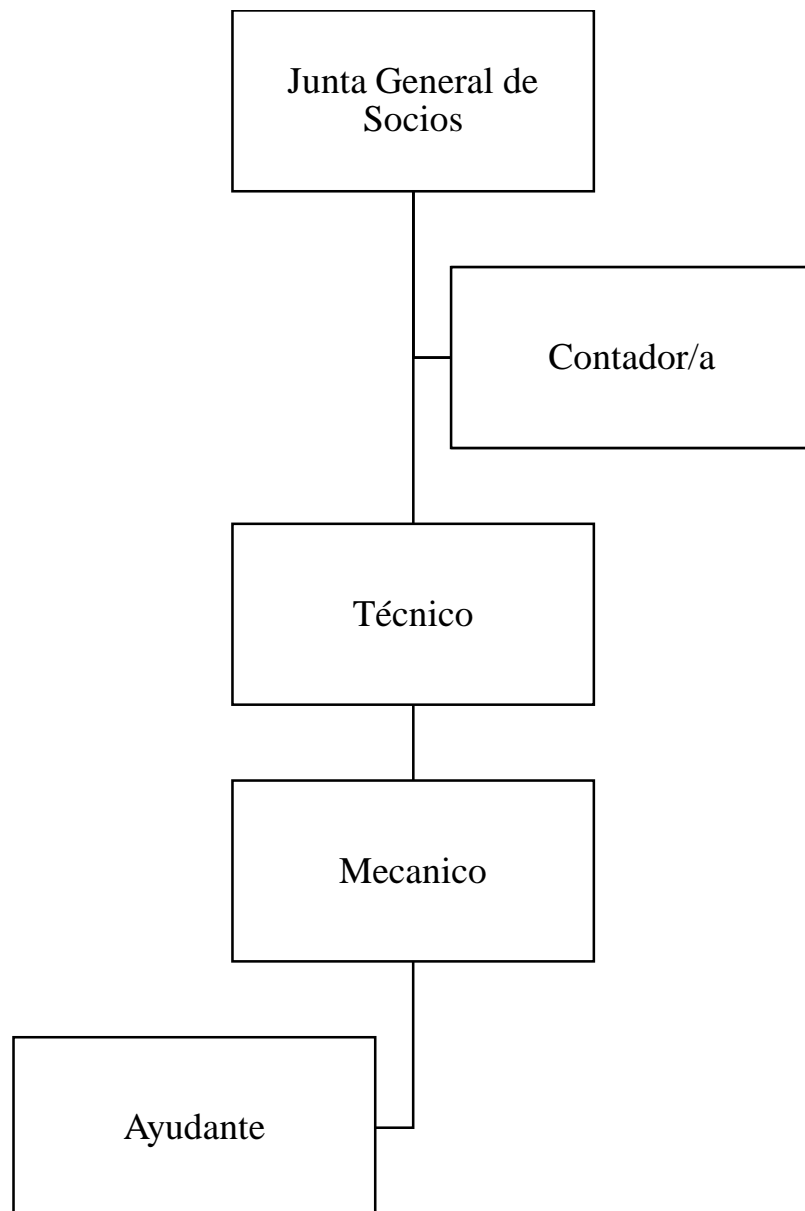 Junta General de
Socios
Contador/a
Técnico
Mecanico
Ayudante